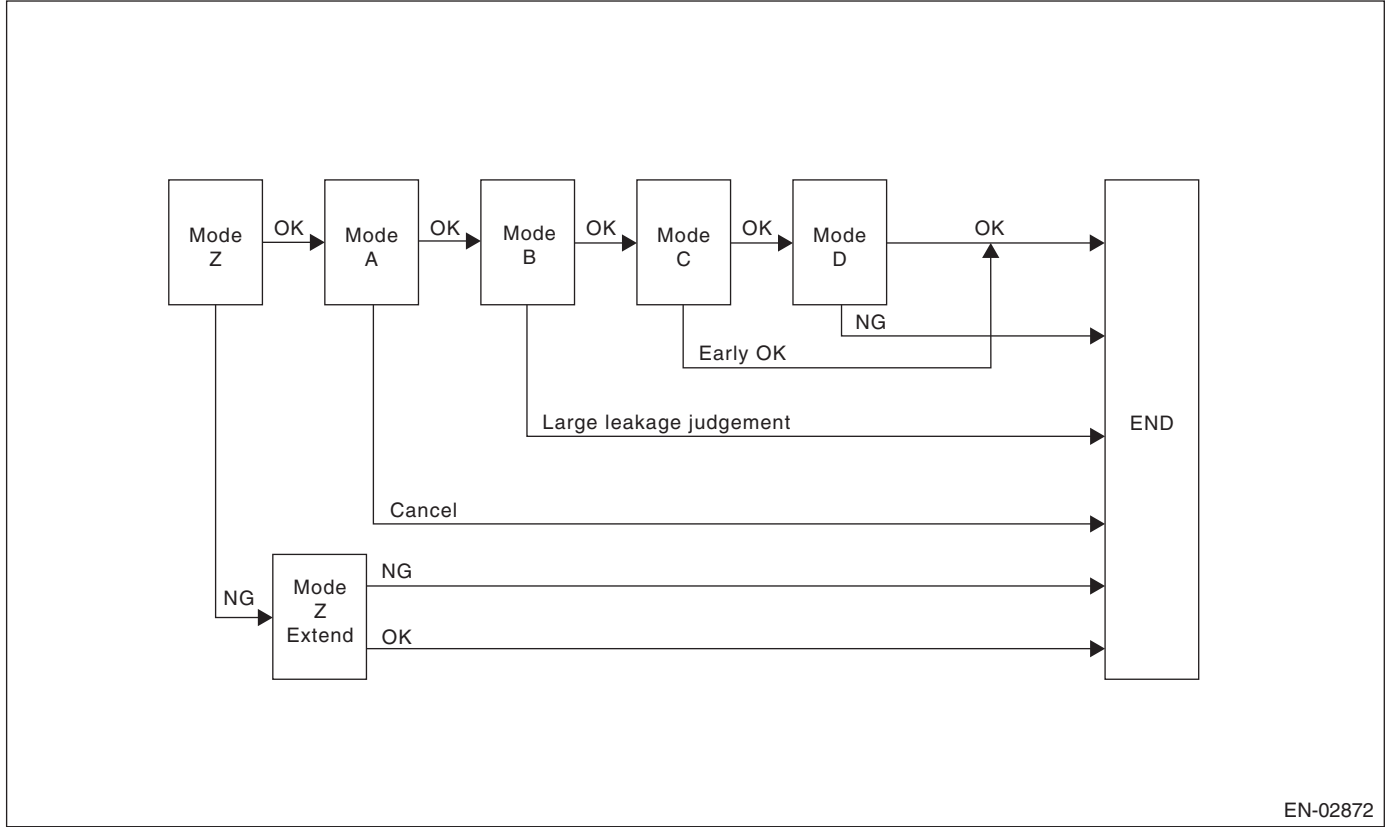 Mode
Z
OK
Mode
A
OK
Mode
B
OK
Mode
C
OK
Mode
D
OK
NG
Early OK
Large leakage judgement
END
Cancel
NG
Mode
Z
Extend
NG
OK
EN-02872